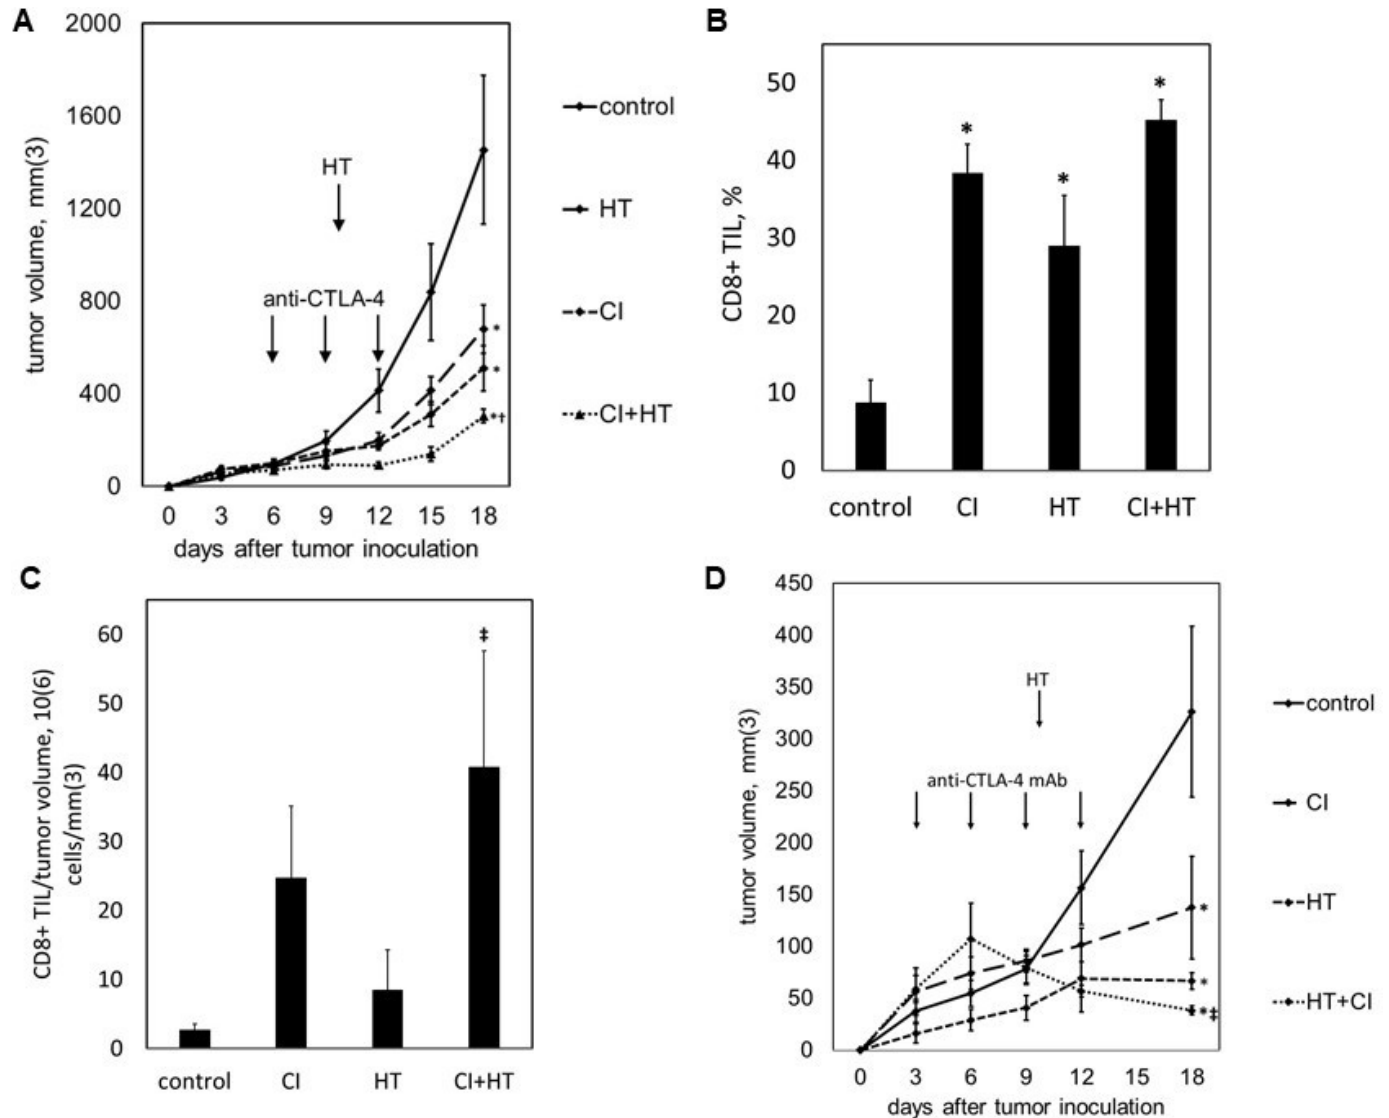 A
2000
1600
1200
800
400
0
tumor volume, mm(3)
HT
anti-CTLA-4
*
*
*†
0 3 6 9 12 15 18
days after tumor inoculation
control
HT
CI
CI+HT
B
50
40
30
20
10
0
CD8+ TIL, %
*
*
*
control CI HT CI+HT
C
60
50
40
30
20
10
0
CD8+ TIL/tumor volume, 10(6)
cells/mm(3)
‡
control CI HT CI+HT
D
450
400
350
300
250
200
150
100
50
0
tumor volume, mm(3)
HT
anti-CTLA-4 mAb
*
*
*‡
0 3 6 9 12 15 18
days after tumor inoculation
control
CI
HT
HT+CI